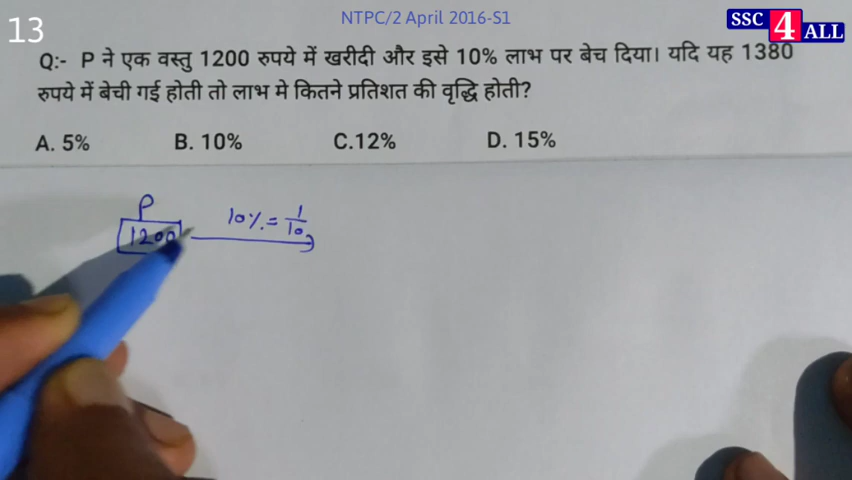 NTPC/2 April 2016-S1
13
SSC 4 ALL
Q:- P ने एक वस्तु 1200 रुपये में खरीदी और इसे 10% लाभ पर बेच दिया। यदि यह 1380
रुपये में बेची गई होती तो लाभ मे कितने प्रतिशत की वृद्धि होती?
A. 5% B. 10% C.12% D. 15%
P
10% = 1/10
1200